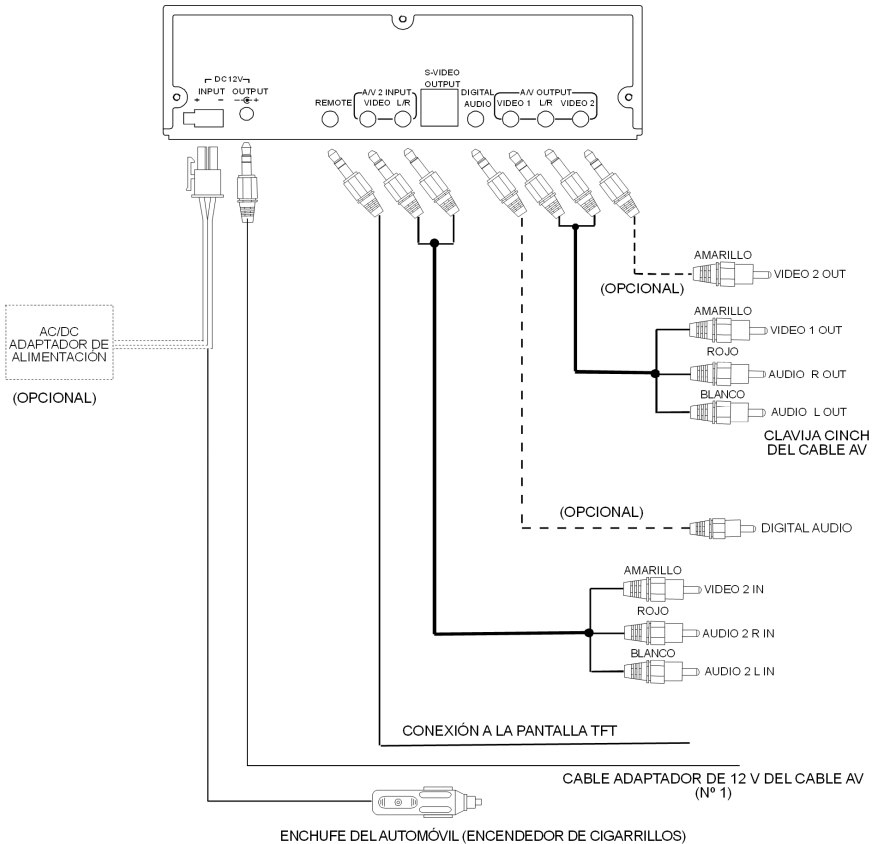 DC12V
INPUT OUTPUT
+ - - +
REMOTE
A/V 2 INPUT
VIDEO L/R
S-VIDEO
OUTPUT
DIGITAL
AUDIO
A/V OUTPUT
VIDEO 1 L/R VIDEO 2
AMARILLO
VIDEO 2 OUT
(OPCIONAL)
AMARILLO
VIDEO 1 OUT
ROJO
AUDIO R OUT
BLANCO
AUDIO L OUT
CLAVIJA CINCH
DEL CABLE AV
AC/DC
ADAPTADOR DE
ALIMENTACIÓN
(OPCIONAL)
(OPCIONAL)
DIGITAL AUDIO
AMARILLO
VIDEO 2 IN
ROJO
AUDIO 2 R IN
BLANCO
AUDIO 2 L IN
CONEXIÓN A LA PANTALLA TFT
CABLE ADAPTADOR DE 12 V DEL CABLE AV
(Nº 1)
ENCHUFE DEL AUTOMÓVIL (ENCENDEDOR DE CIGARRILLOS)